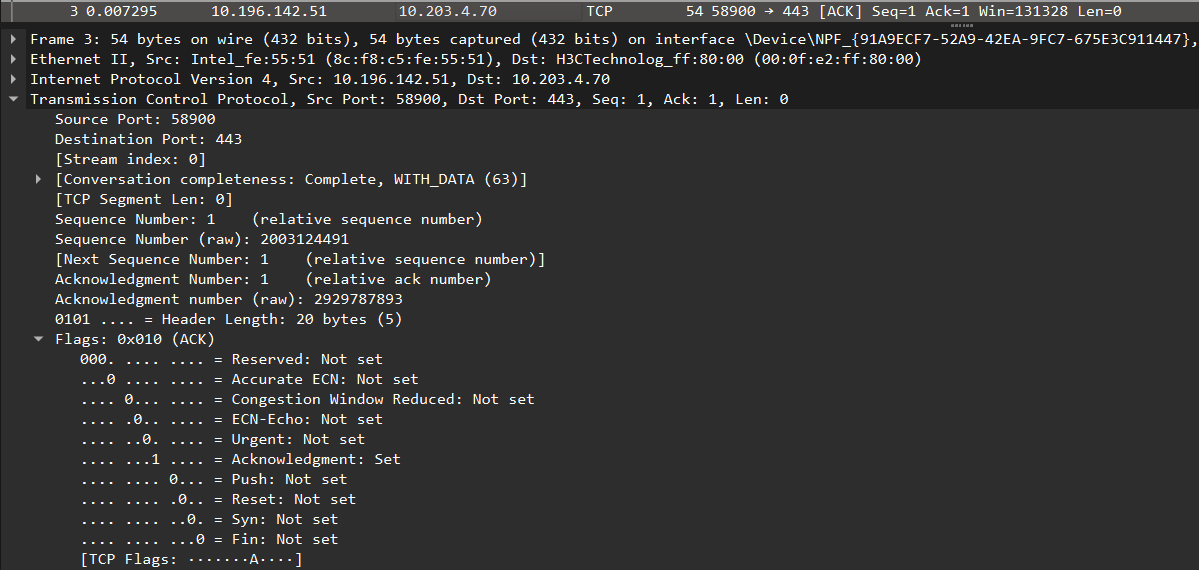 3 0.007295 10.196.142.51 10.203.4.70 TCP 54 58900 → 443 [ACK] Seq=1 Ack=1 Win=131328 Len=0
Frame 3: 54 bytes on wire (432 bits), 54 bytes captured (432 bits) on interface \Device\NPF_{91A9ECF7-52A9-42EA-9FC7-675E3C911447},
Ethernet II, Src: Intel_fe:55:51 (8c:f8:c5:fe:55:51), Dst: H3CTechnolog_ff:80:00 (00:0f:e2:ff:80:00)
Internet Protocol Version 4, Src: 10.196.142.51, Dst: 10.203.4.70
Transmission Control Protocol, Src Port: 58900, Dst Port: 443, Seq: 1, Ack: 1, Len: 0
Source Port: 58900
Destination Port: 443
[Stream index: 0]
[Conversation completeness: Complete, WITH_DATA (63)]
[TCP Segment Len: 0]
Sequence Number: 1    (relative sequence number)
Sequence Number (raw): 2003124491
[Next Sequence Number: 1    (relative sequence number)]
Acknowledgment Number: 1    (relative ack number)
Acknowledgment number (raw): 2929787893
0101 .... = Header Length: 20 bytes (5)
Flags: 0x010 (ACK)
000. .... .... = Reserved: Not set
...0 .... .... = Accurate ECN: Not set
.... 0... .... = Congestion Window Reduced: Not set
.... .0.. .... = ECN-Echo: Not set
.... ..0. .... = Urgent: Not set
.... ...1 .... = Acknowledgment: Set
.... .... 0... = Push: Not set
.... .... .0.. = Reset: Not set
.... .... ..0. = Syn: Not set
.... .... ...0 = Fin: Not set
[TCP Flags: ·······A····]